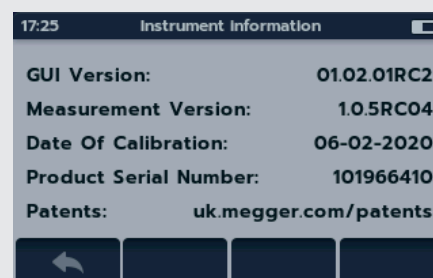 17:25 Instrument Information
GUI Version: 01.02.01RC2
Measurement Version: 1.0.5RC04
Date Of Calibration: 06-02-2020
Product Serial Number: 101966410
Patents: uk.megger.com/patents